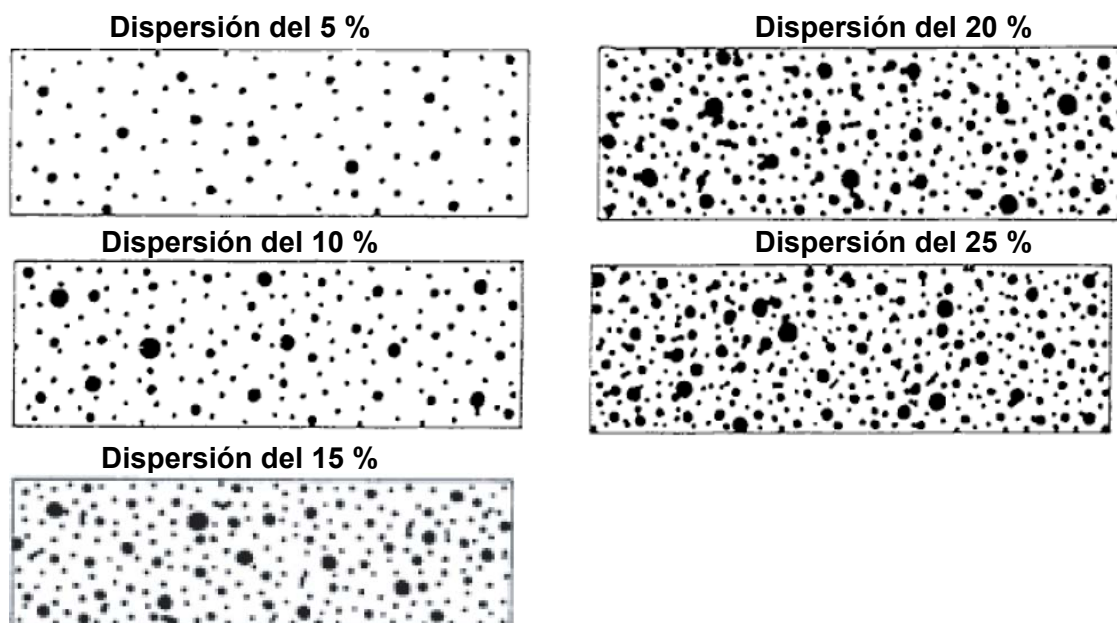 Dispersión del 5 %
Dispersión del 20 %
Dispersión del 10 %
Dispersión del 25 %
Dispersión del 15 %